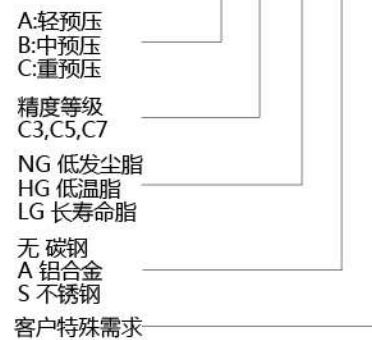 A:轻预压
B:中预压
C:重预压
精度等级
C3,C5,C7
NG 低发尘脂
HG 低温脂
LG 长寿命脂
无 碳钢
A 铝合金
S 不锈钢
客户特殊需求